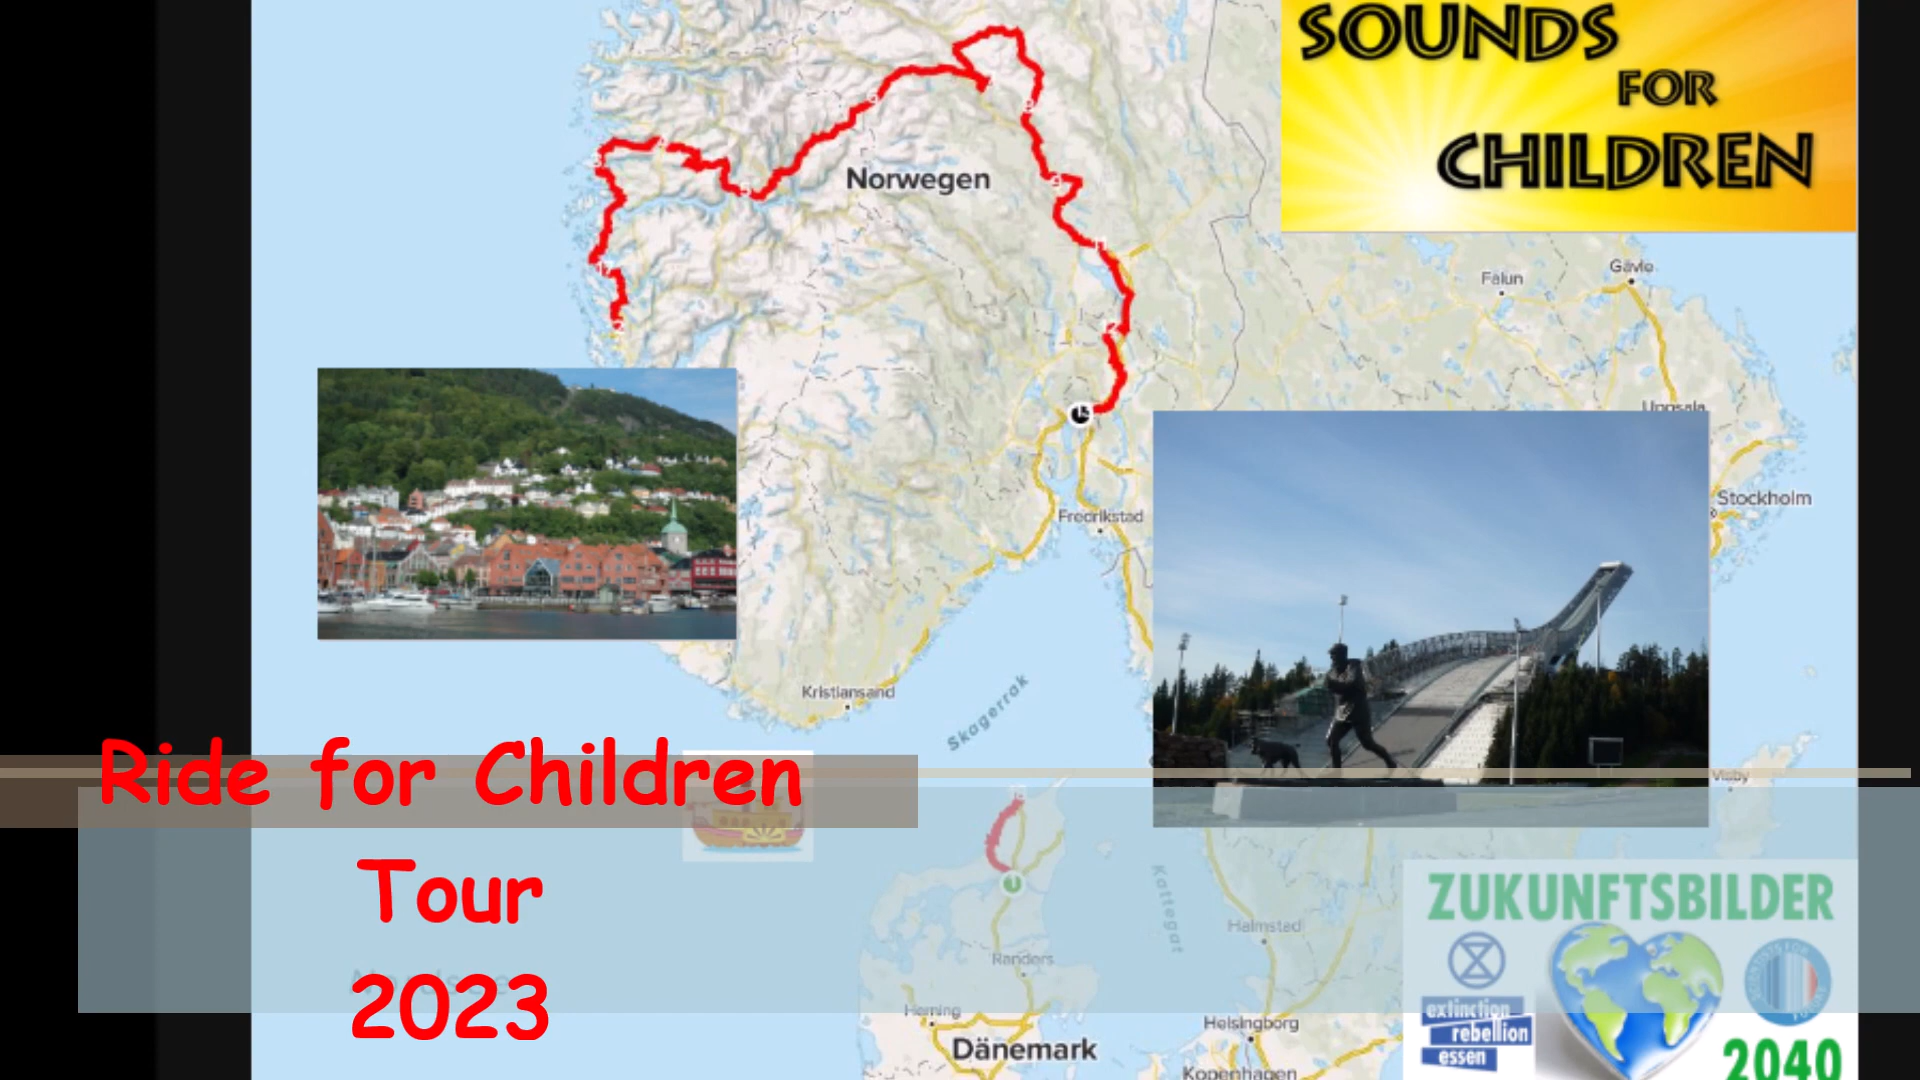 SOUNDS
FOR
CHILDREN
Norwegen
Falun
Gävle
Uppsala
Stockholm
Fredrikstad
Kristiansand
Skagerrak
Visby
Ride for Children
Tour
2023
Kattegat
Halmstad
Randers
Herning
Helsingborg
Dänemark
Kopenhagen
ZUKUNFTSBILDER
extinction
rebellion
essen
2040